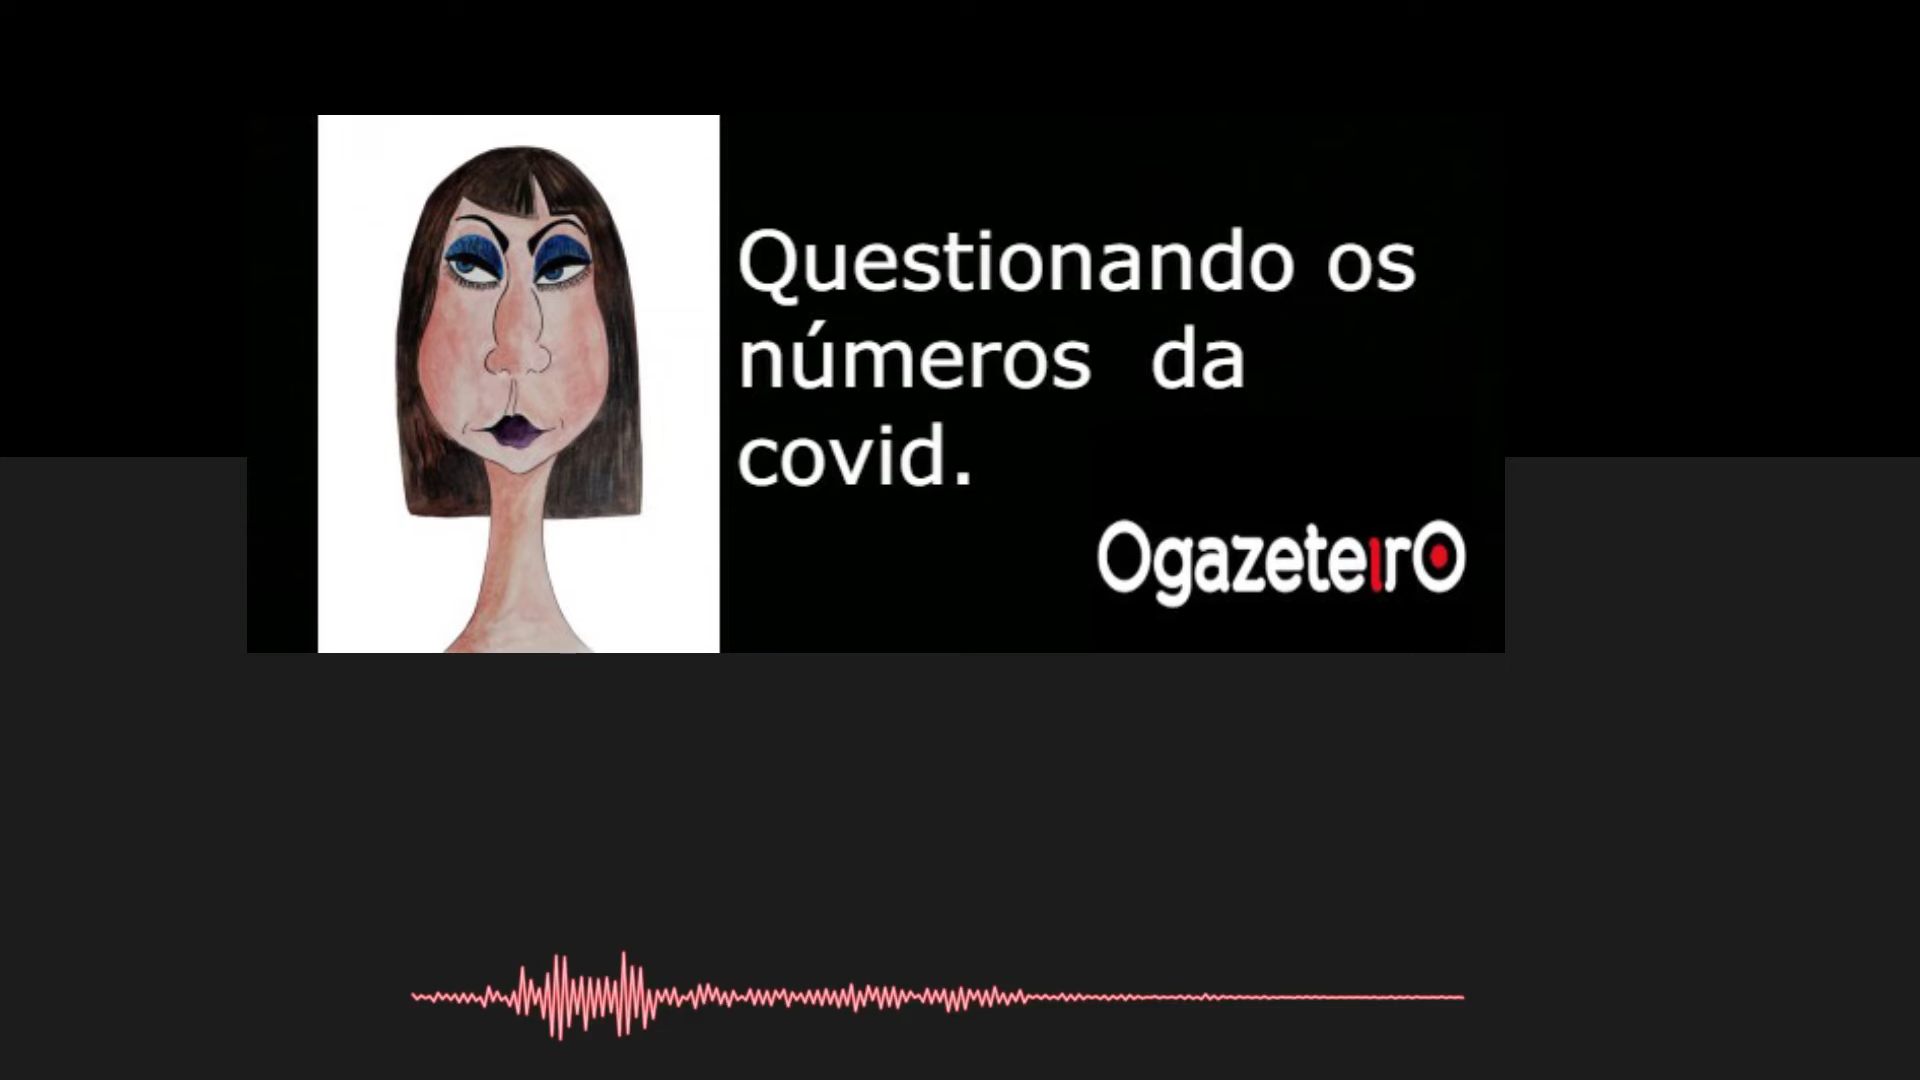 Questionando os
números da
covid.
OgazeteirO